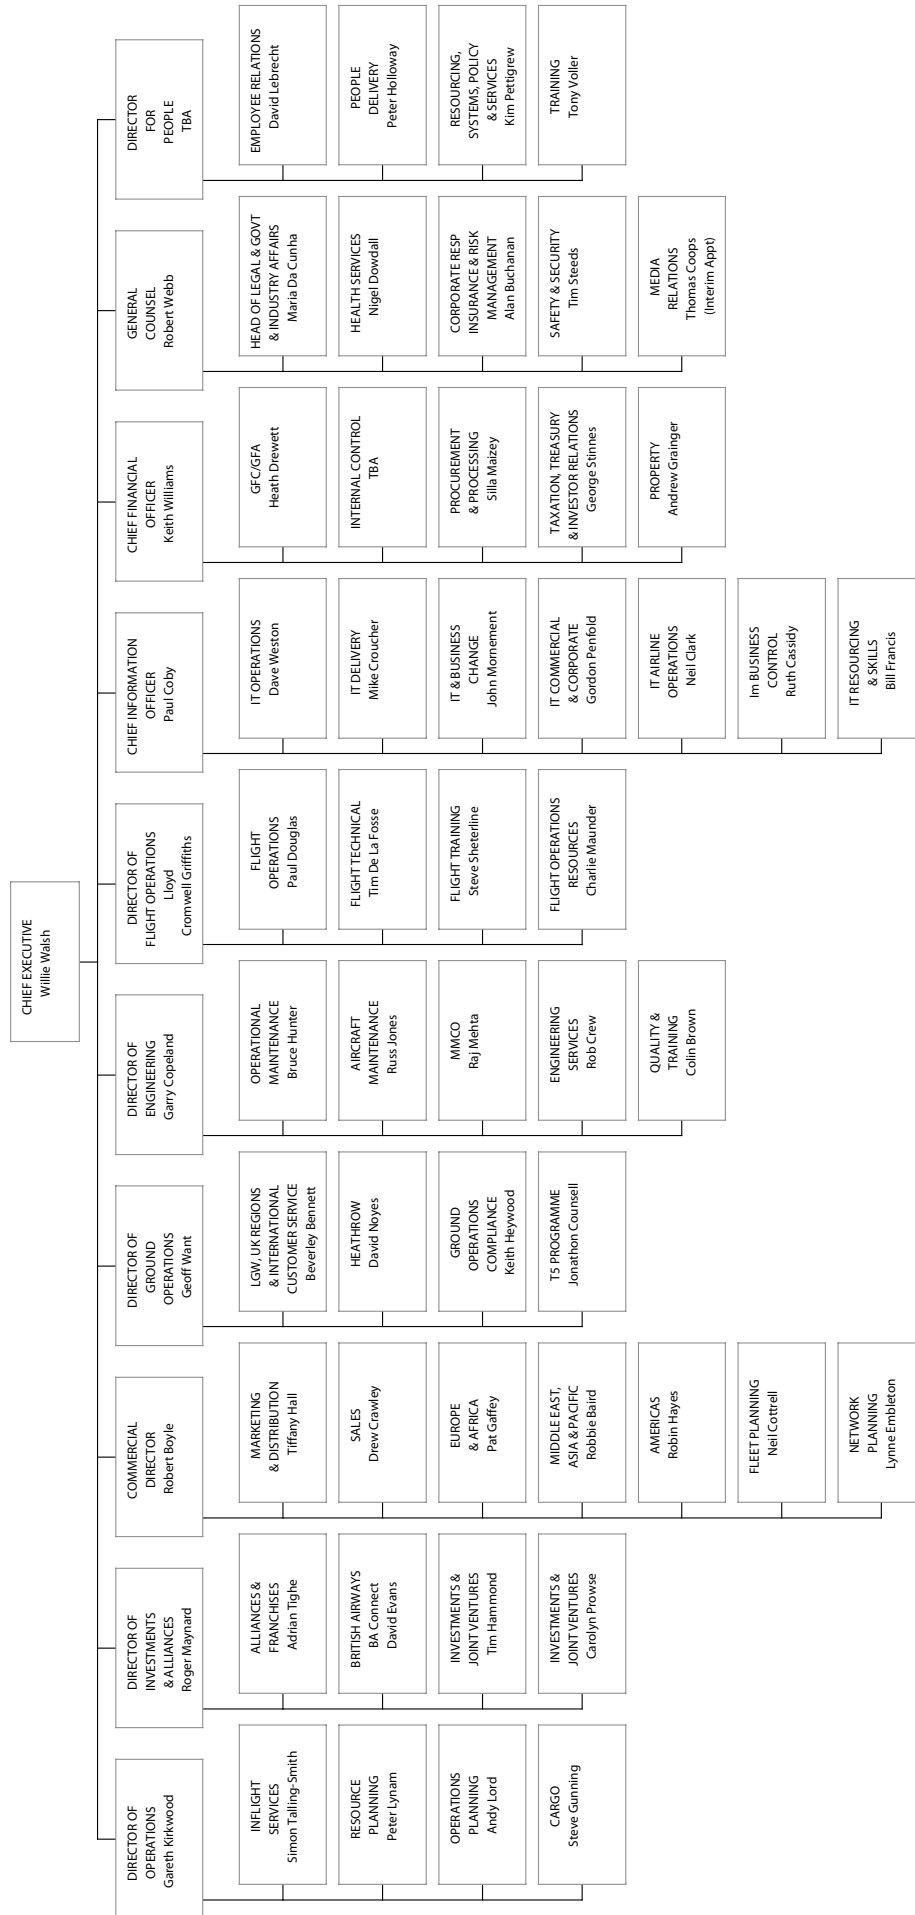 CHIEF EXECUTIVE
Willie Walsh
DIRECTOR OF
OPERATIONS
Gareth Kirkwood
INFLIGHT
SERVICES
Simon Talling-Smith
RESOURCE
PLANNING
Peter Lynam
OPERATIONS
PLANNING
Andy Lord
CARGO
Steve Gunning
DIRECTOR OF
INVESTMENTS
& ALLIANCES
Roger Maynard
ALLIANCES &
FRANCHISES
Adrian Tighe
BRITISH AIRWAYS
BA Connect
David Evans
INVESTMENTS &
JOINT VENTURES
Tim Hammond
INVESTMENTS &
JOINT VENTURES
Carolyn Prowse
COMMERCIAL
DIRECTOR
Robert Boyle
MARKETING
& DISTRIBUTION
Tiffany Hall
SALES
Drew Crawley
EUROPE
& AFRICA
Pat Gaffey
MIDDLE EAST,
ASIA & PACIFIC
Robbie Baird
AMERICAS
Robin Hayes
FLEET PLANNING
Neil Cottrell
NETWORK
PLANNING
Lynne Embleton
DIRECTOR OF
GROUND
OPERATIONS
Geoff Want
LGW, UK REGIONS
& INTERNATIONAL
CUSTOMER SERVICE
Beverley Bennett
HEATHROW
David Noyes
GROUND
OPERATIONS
COMPLIANCE
Keith Heywood
T5 PROGRAMME
Jonathon Counsell
DIRECTOR OF
ENGINEERING
Garry Copeland
OPERATIONAL
MAINTENANCE
Bruce Hunter
AIRCRAFT
MAINTENANCE
Russ Jones
MMCO
Raj Mehta
ENGINEERING
SERVICES
Rob Crew
QUALITY &
TRAINING
Colin Brown
DIRECTOR OF
FLIGHT OPERATIONS
Lloyd
Cromwell Griffiths
FLIGHT
OPERATIONS
Paul Douglas
FLIGHT TECHNICAL
Tim De La Fosse
FLIGHT TRAINING
Steve Sheterline
FLIGHT OPERATIONS
RESOURCES
Charlie Maunder
CHIEF INFORMATION
OFFICER
Paul Coby
IT OPERATIONS
Dave Weston
IT DELIVERY
Mike Croucher
IT & BUSINESS
CHANGE
John Mornement
IT COMMERCIAL
& CORPORATE
Gordon Penfold
IT AIRLINE
OPERATIONS
Neil Clark
Im BUSINESS
CONTROL
Ruth Cassidy
IT RESOURCING
& SKILLS
Bill Francis
CHIEF FINANCIAL
OFFICER
Keith Williams
GFC/GFA
Heath Drewett
INTERNAL CONTROL
TBA
PROCUREMENT
& PROCESSING
Silla Maizey
TAXATION, TREASURY
& INVESTOR RELATIONS
George Stinnes
PROPERTY
Andrew Grainger
GENERAL
COUNSEL
Robert Webb
HEAD OF LEGAL & GOVT
& INDUSTRY AFFAIRS
Maria Da Cunha
HEALTH SERVICES
Nigel Dowdall
CORPORATE RESP
INSURANCE & RISK
MANAGEMENT
Alan Buchanan
SAFETY & SECURITY
Tim Steeds
MEDIA
RELATIONS
Thomas Coops
(Interim Appt)
DIRECTOR
FOR
PEOPLE
TBA
EMPLOYEE RELATIONS
David Lebrecht
PEOPLE
DELIVERY
Peter Holloway
RESOURCING,
SYSTEMS, POLICY
& SERVICES
Kim Pettigrew
TRAINING
Tony Voller